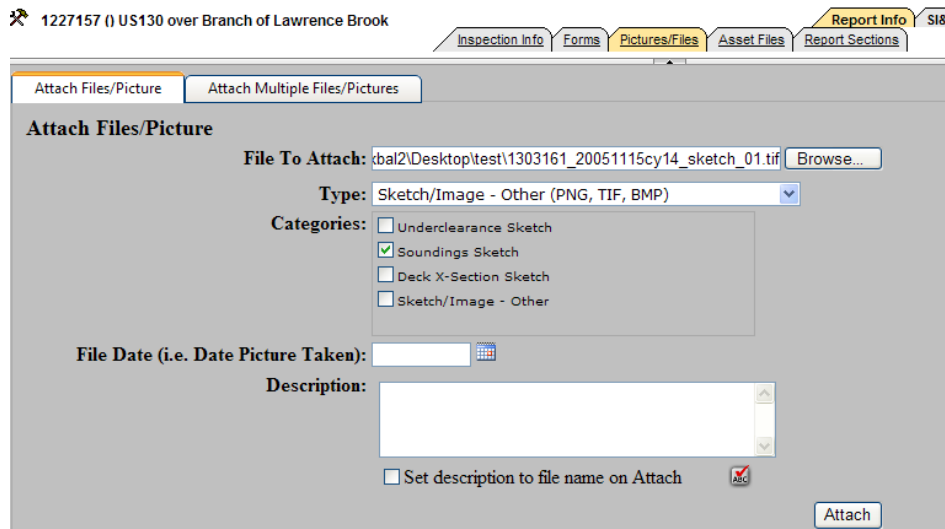 1227157 () US130 over Branch of Lawrence Brook
Report Info SI&
Inspection Info Forms Pictures/Files Asset Files Report Sections
Attach Files/Picture Attach Multiple Files/Pictures
Attach Files/Picture
File To Attach: kbal2\Desktop\test\1303161_20051115cy14_sketch_01.tif Browse...
Type: Sketch/Image - Other (PNG, TIF, BMP)
Categories: Underclearance Sketch
Soundings Sketch
Deck X-Section Sketch
Sketch/Image - Other
File Date (i.e. Date Picture Taken):
Description:
Set description to file name on Attach ABC
Attach